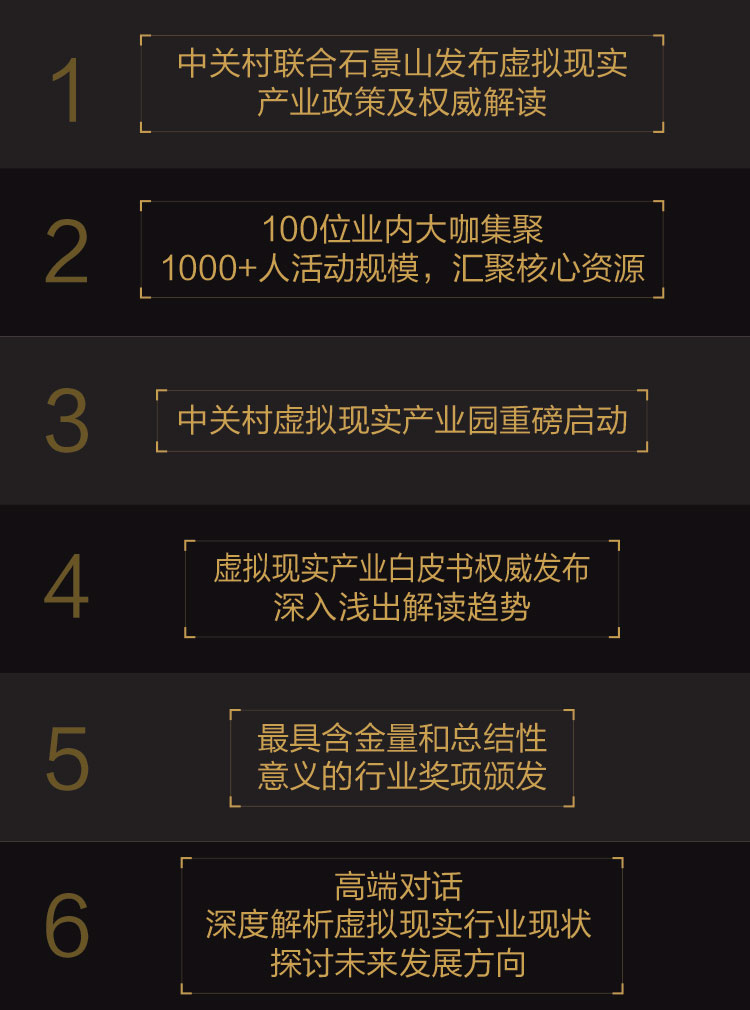 1
中关村联合石景山发布虚拟现实
产业政策及权威解读
2
100位业内大咖集聚
1000+人活动规模，汇聚核心资源
3
中关村虚拟现实产业园重磅启动
4
虚拟现实产业白皮书权威发布
深入浅出解读趋势
5
最具含金量和总结性
意义的行业奖项颁发
6
高端对话
深度解析虚拟现实行业现状
探讨未来发展方向